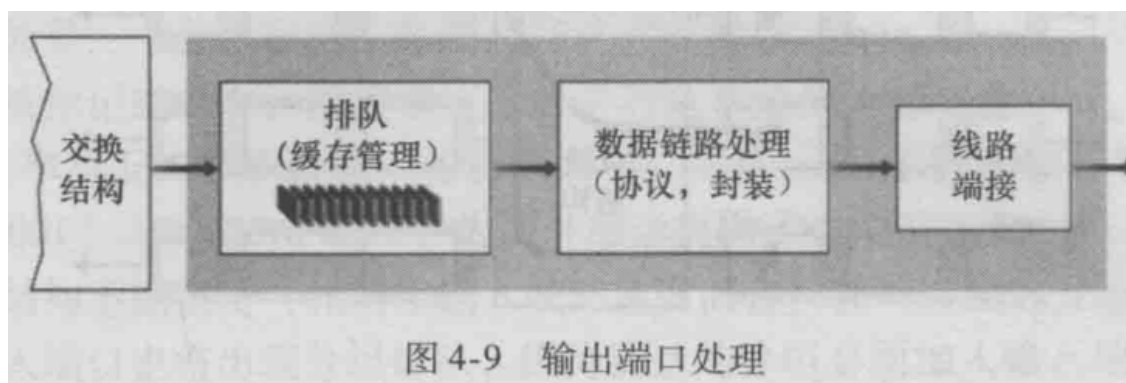 交换
结构
排队
(缓存管理)
数据链路处理
(协议，封装)
线路
端接
图4-9 输出端口处理